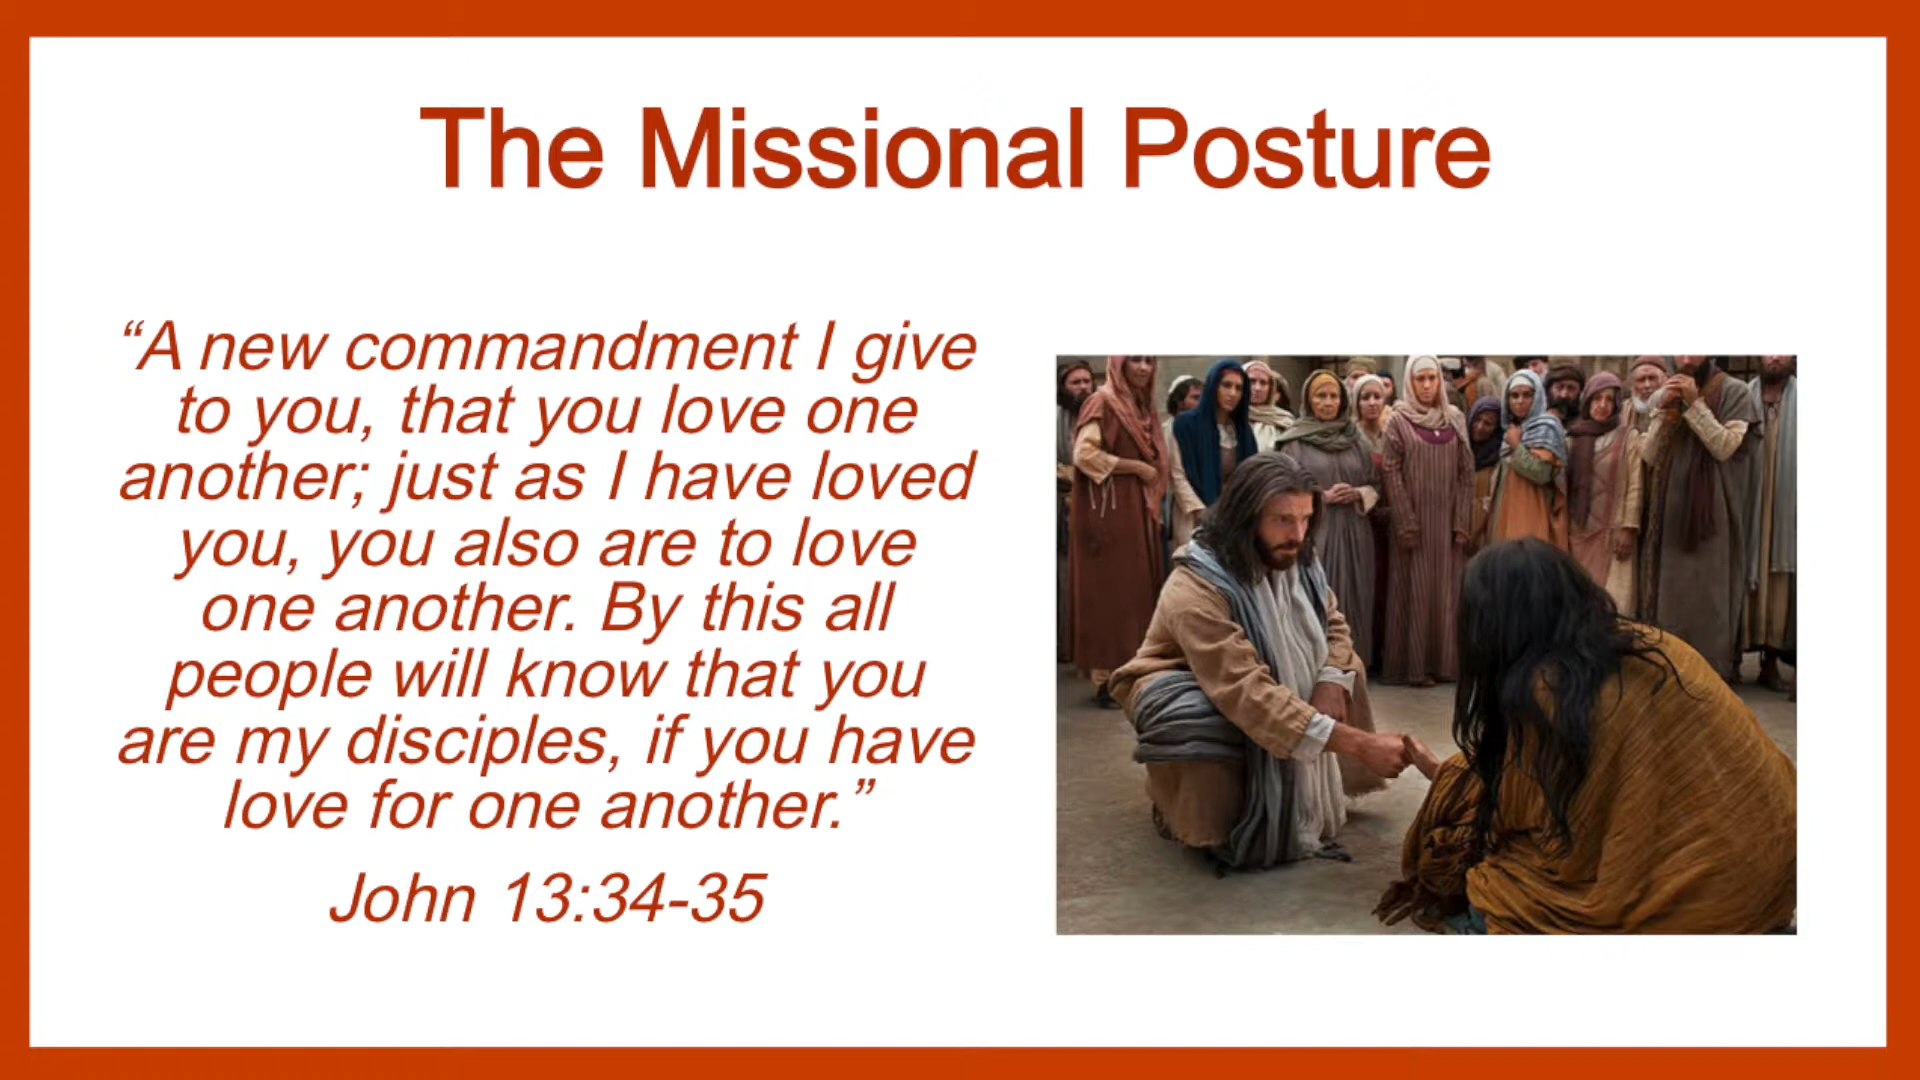 The Missional Posture
“A new commandment I give
to you, that you love one
another; just as I have loved
you, you also are to love
one another. By this all
people will know that you
are my disciples, if you have
love for one another.”
John 13:34-35